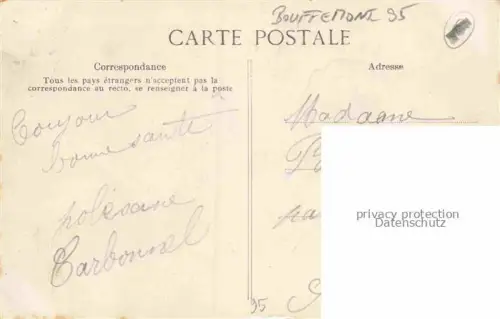 BOUFFEMONT 95
CARTE POSTALE
Correspondance
Tous les pays étrangers n'acceptent pas la
correspondance au recto, se renseigner à la poste
Adresse
Bonjour
bonne santé
Carbonnel
Madame
privacy protection
Datenschutz
95